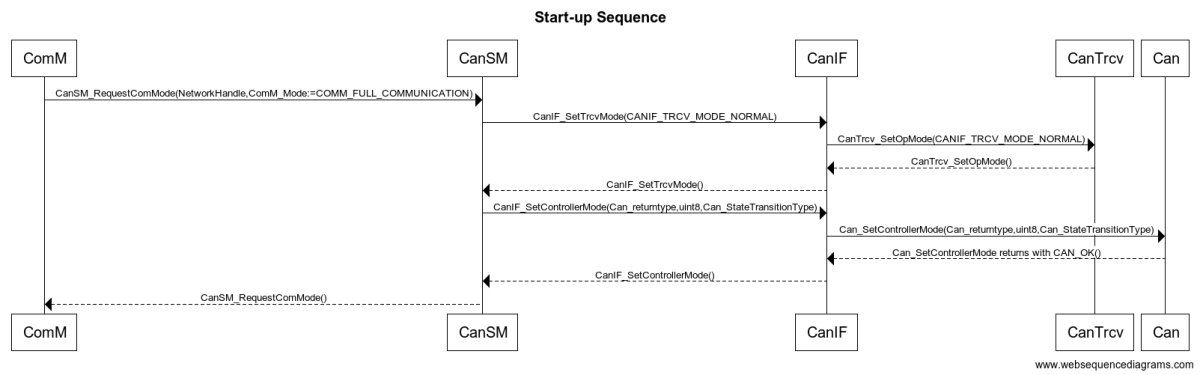 Start-up Sequence
ComM
CanSM
CanIF
CanTrcv
Can
CanSM_RequestComMode(NetworkHandle,ComM_Mode:=COMM_FULL_COMMUNICATION)
CanIF_SetTrcvMode(CANIF_TRCV_MODE_NORMAL)
CanTrcv_SetOpMode(CANIF_TRCV_MODE_NORMAL)
CanTrcv_SetOpMode()
CanIF_SetTrcvMode()
CanIF_SetControllerMode(Can_returntype,uint8,Can_StateTransitionType)
Can_SetControllerMode(Can_returntype,uint8,Can_StateTransitionType)
Can_SetControllerMode returns with CAN_OK()
CanIF_SetControllerMode()
CanSM_RequestComMode()
ComM
CanSM
CanIF
CanTrcv
Can
www.websequencediagrams.com